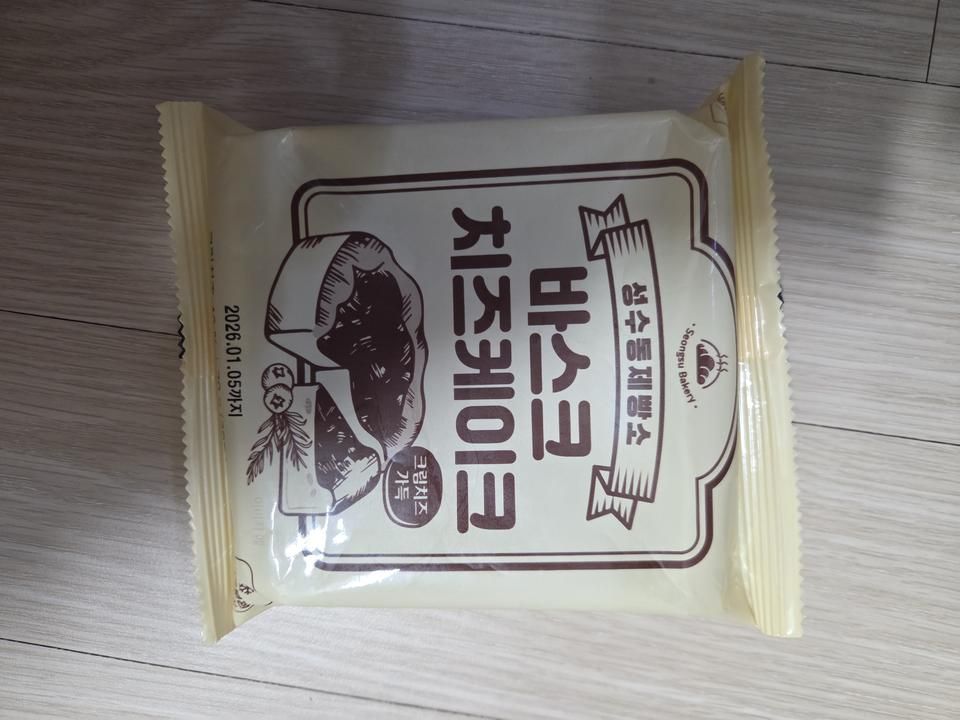 · Seongsu Bakery ·
성수동제빵소
바스크
치즈케이크
크림치즈
가득
2026.01.05까지